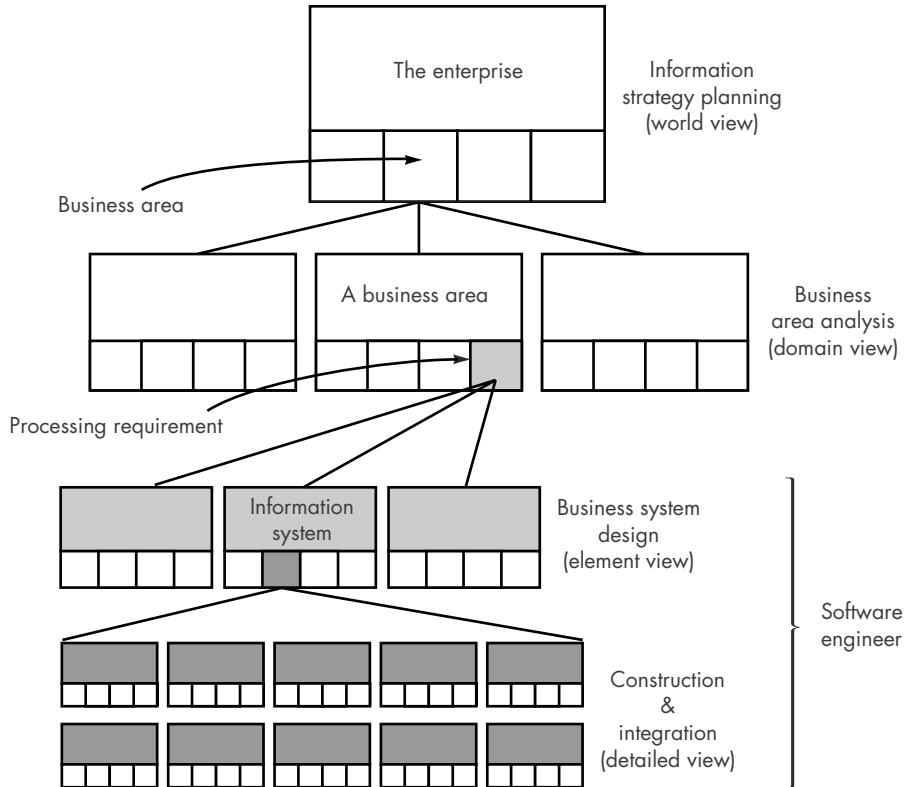 The enterprise
Information
strategy planning
(world view)
Business area
A business area
Business
area analysis
(domain view)
Processing requirement
Information
system
Business system
design
(element view)
Software
engineer
Construction
&
integration
(detailed view)